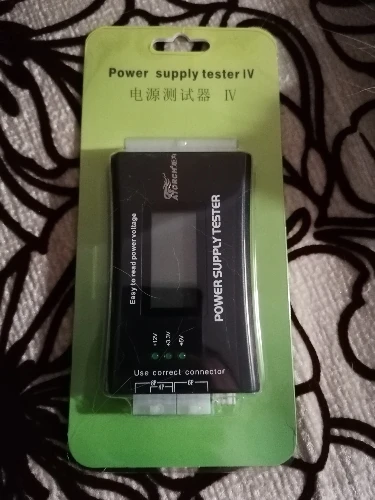 Power supply tester IV
电源测试器 IV
ATORCH
Easy to read power voltage
POWER SUPPLY TESTER
+12V
+3.3V
+5V
Use correct connector